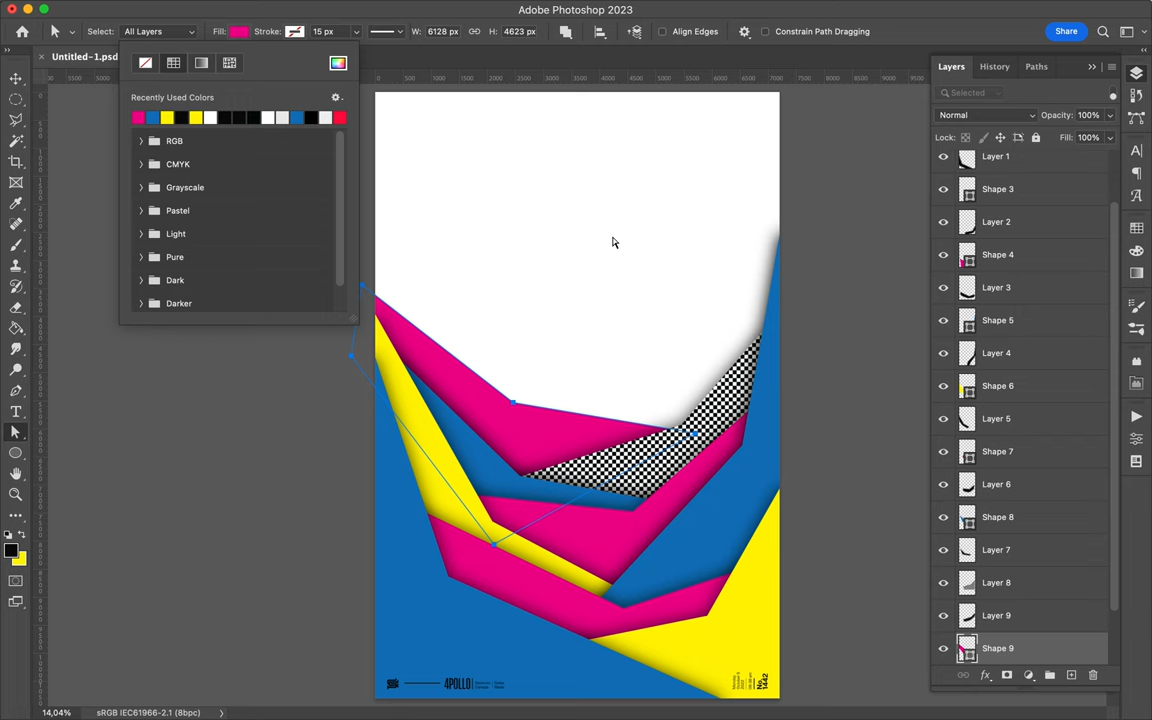 Adobe Photoshop 2023
Select: All Layers Fill: Stroke: 15 px W: 6128 px H: 4623 px Align Edges Constrain Path Dragging Share
Untitled-1.psd
Layers History Paths
Selected
Normal Opacity: 100%
Lock: Fill: 100%
Recently Used Colors
RGB
CMYK
Grayscale
Pastel
Light
Pure
Dark
Darker
Layer 1
Shape 3
Layer 2
Shape 4
Layer 3
Shape 5
Layer 4
Shape 6
Layer 5
Shape 7
Layer 6
Shape 8
Layer 7
Layer 8
Layer 9
Shape 9
4POLLO
No. 1442
14,04% sRGB IEC61966-2.1 (8bpc)